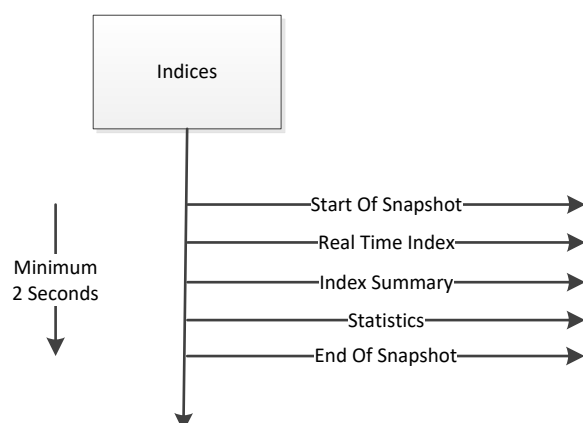 Indices
Start Of Snapshot
Real Time Index
Minimum
2 Seconds
Index Summary
Statistics
End Of Snapshot